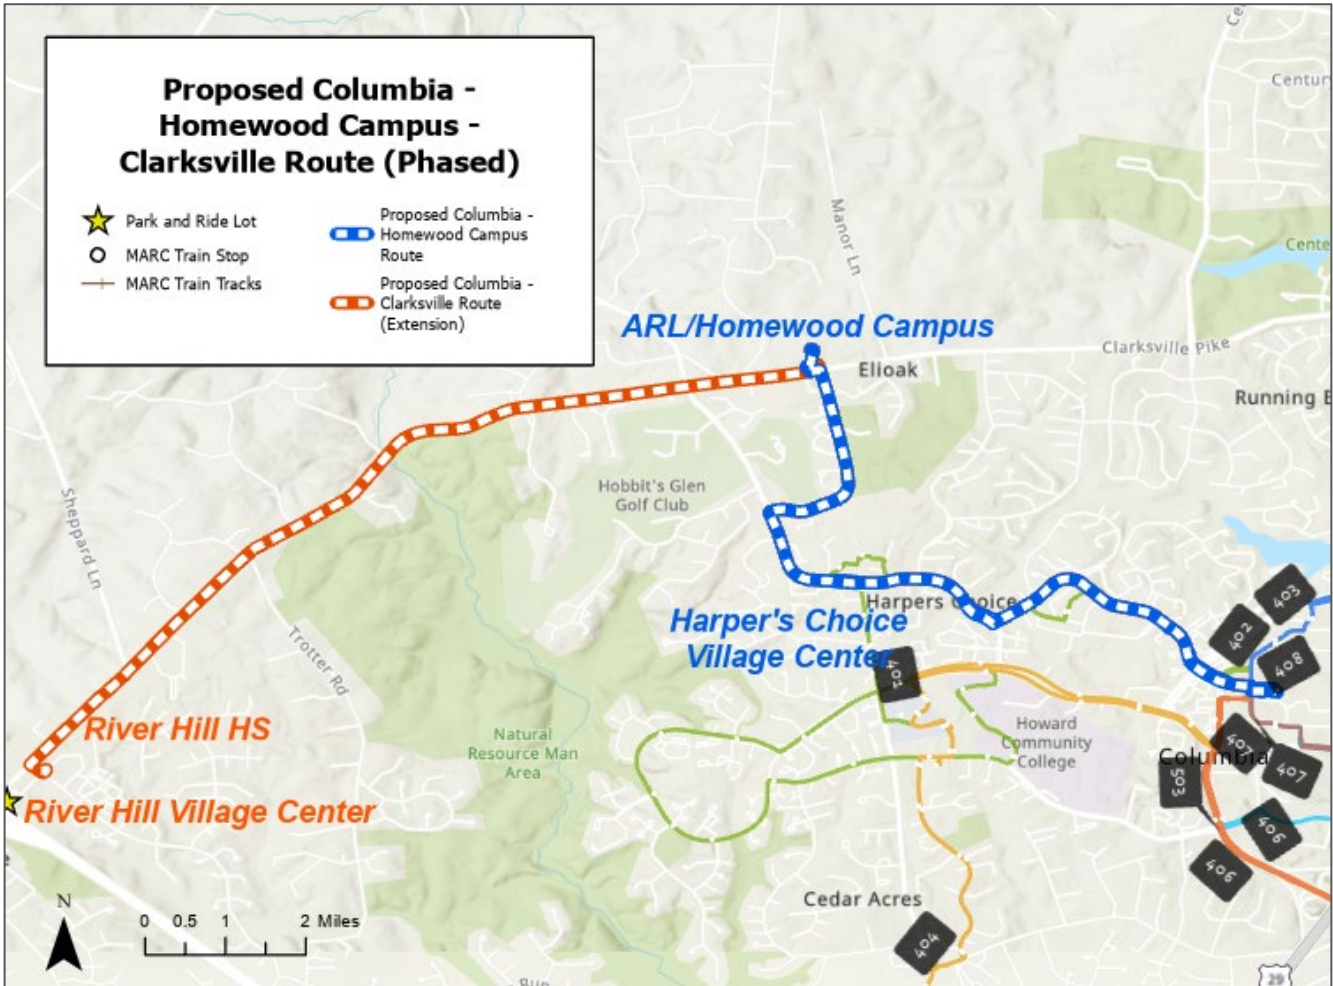 Proposed Columbia -
Homewood Campus -
Clarksville Route (Phased)
Park and Ride Lot
MARC Train Stop
MARC Train Tracks
Proposed Columbia -
Homewood Campus
Route
Proposed Columbia -
Clarksville Route
(Extension)
Century
Manor Ln
Cente
ARL/Homewood Campus
Clarksville Pike
Elioak
Running B
Hobbit's Glen
Golf Club
Sheppard Ln
Harpers Choice
403
402
Harper's Choice
Village Center
408
401
Trotter Rd
River Hill HS
Natural
Resource Man
Area
Howard
Community
College
Columbia
407
407
503
River Hill Village Center
406
406
Cedar Acres
N
0 0.5 1 2 Miles
404
29